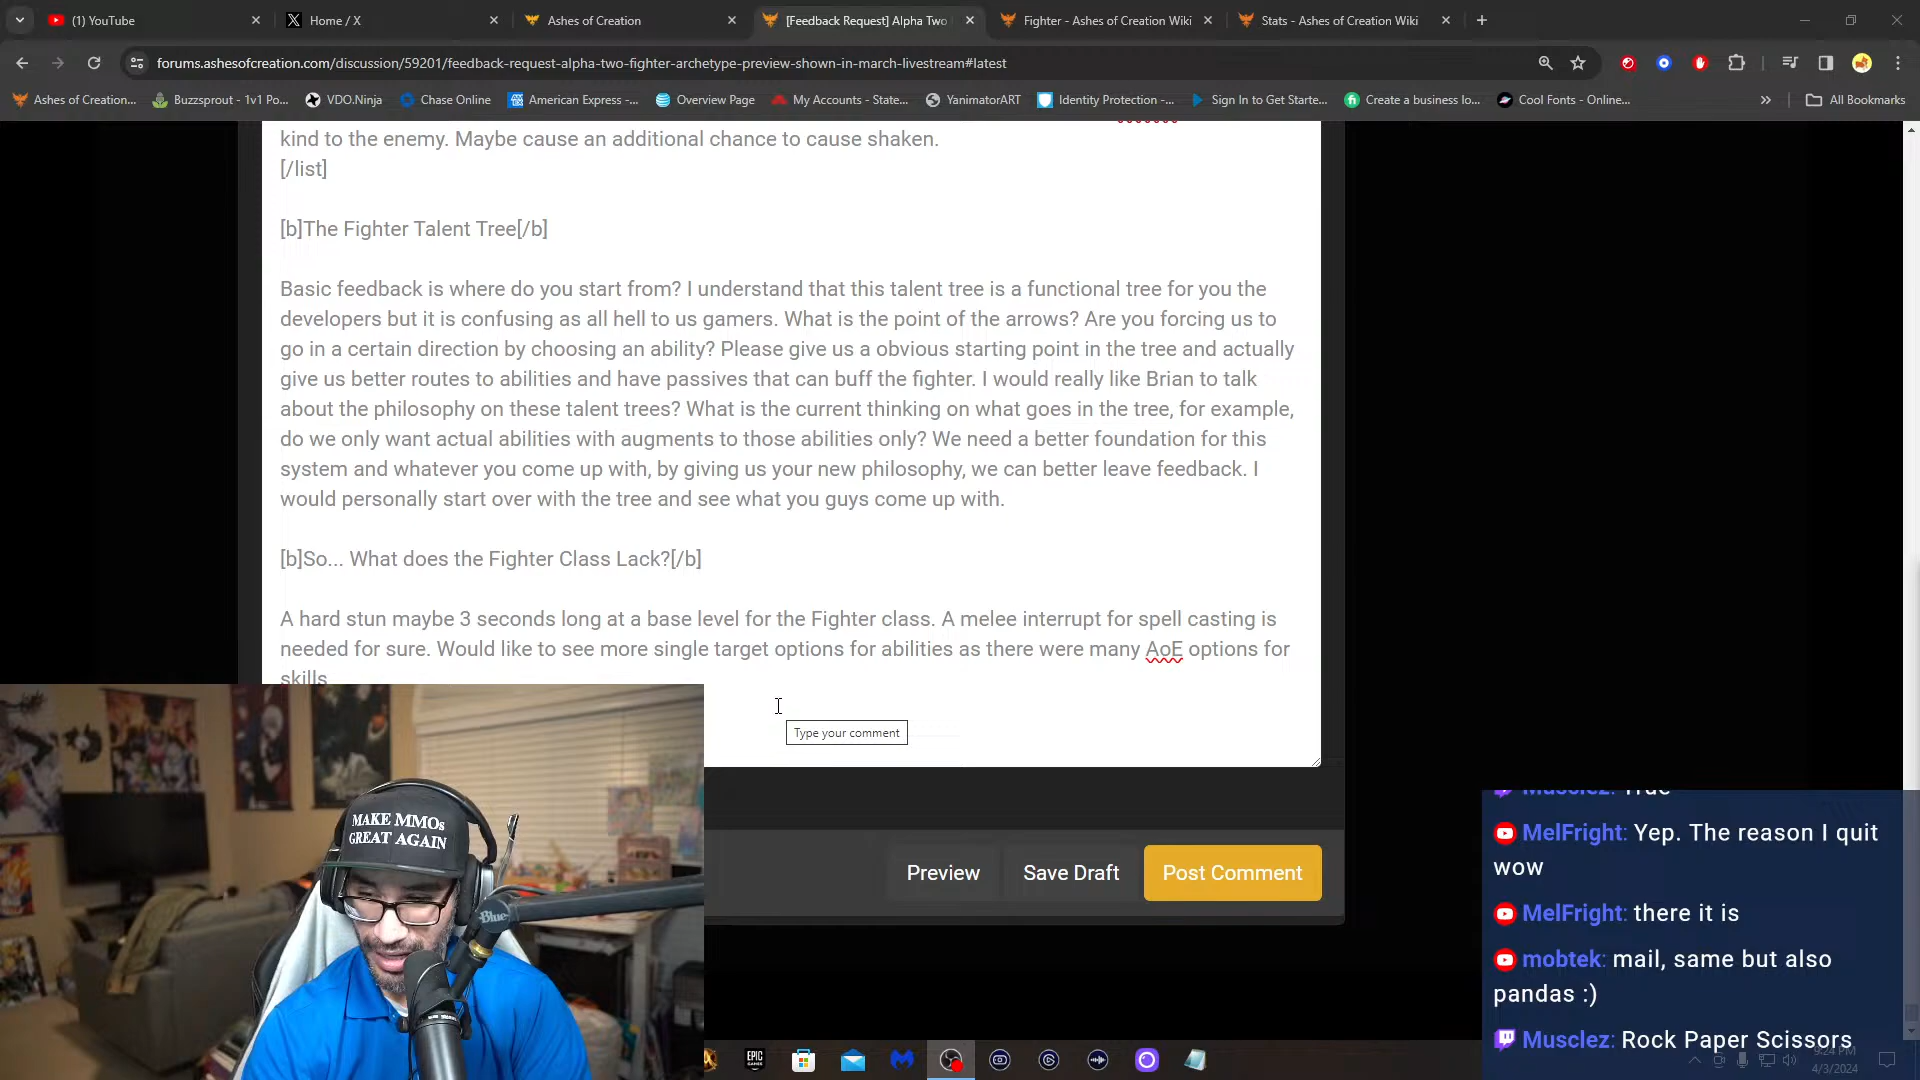 (1) YouTube
Home / X
Ashes of Creation
[Feedback Request] Alpha Two
Fighter - Ashes of Creation Wiki
Stats - Ashes of Creation Wiki
forums.ashesofcreation.com/discussion/59201/feedback-request-alpha-two-fighter-archetype-preview-shown-in-march-livestream#latest
Ashes of Creation...
Buzzsprout - 1v1 Po...
VDO.Ninja
Chase Online
American Express -...
Overview Page
My Accounts - State...
YanimatorART
Identity Protection -...
Sign In to Get Starte...
Create a business lo...
Cool Fonts - Online...
All Bookmarks
kind to the enemy. Maybe cause an additional chance to cause shaken.
[/list]
[b]The Fighter Talent Tree[/b]
Basic feedback is where do you start from? I understand that this talent tree is a functional tree for you the
developers but it is confusing as all hell to us gamers. What is the point of the arrows? Are you forcing us to
go in a certain direction by choosing an ability? Please give us a obvious starting point in the tree and actually
give us better routes to abilities and have passives that can buff the fighter. I would really like Brian to talk
about the philosophy on these talent trees? What is the current thinking on what goes in the tree, for example,
do we only want actual abilities with augments to those abilities only? We need a better foundation for this
system and whatever you come up with, by giving us your new philosophy, we can better leave feedback. I
would personally start over with the tree and see what you guys come up with.
[b]So... What does the Fighter Class Lack?[/b]
A hard stun maybe 3 seconds long at a base level for the Fighter class. A melee interrupt for spell casting is
needed for sure. Would like to see more single target options for abilities as there were many AoE options for
skills
Type your comment
Preview
Save Draft
Post Comment
MAKE MMOs
GREAT AGAIN
Blue
Musclez: True
MelFright: Yep. The reason I quit
wow
MelFright: there it is
mobtek: mail, same but also
pandas :)
Musclez: Rock Paper Scissors
EPIC
GAMES
9:24 PM
4/3/2024